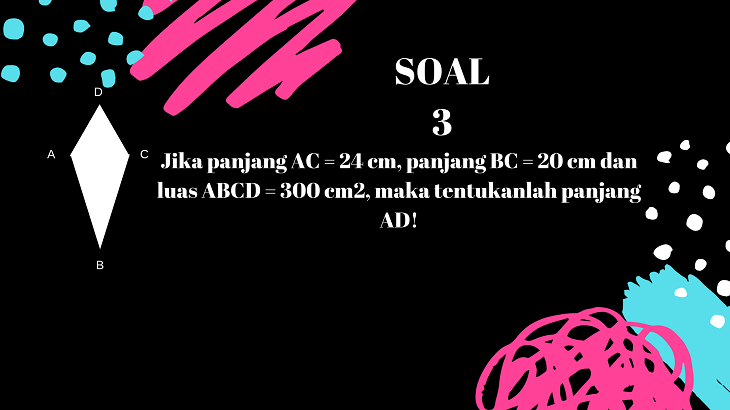 SOAL
3
Jika panjang AC = 24 cm, panjang BC = 20 cm dan
luas ABCD = 300 cm2, maka tentukanlah panjang
AD!
D
A
C
B